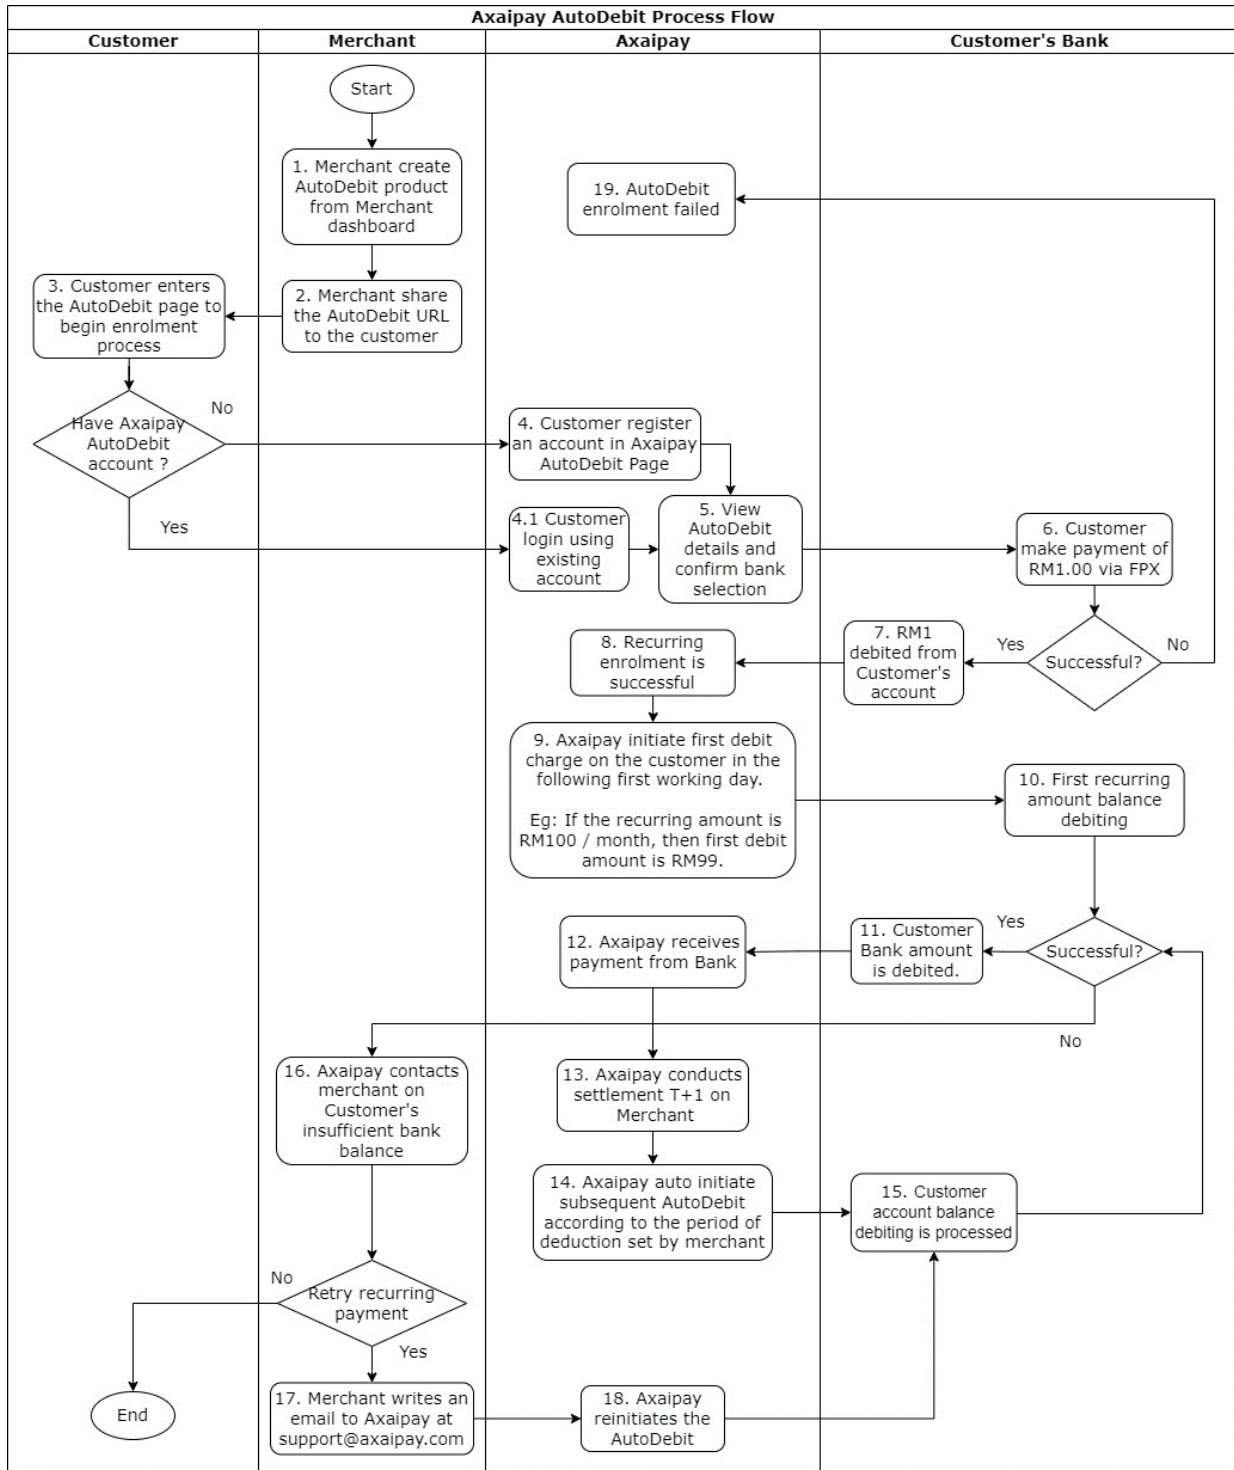 Axaipay AutoDebit Process Flow
Customer
Merchant
Axaipay
Customer's Bank
Start
1. Merchant create
AutoDebit product
from Merchant
dashboard
19. AutoDebit
enrolment failed
3. Customer enters
the AutoDebit page to
begin enrolment
process
2. Merchant share
the AutoDebit URL
to the customer
Have Axaipay
AutoDebit
account ?
No
Yes
4. Customer register
an account in Axaipay
AutoDebit Page
4.1 Customer
login using
existing
account
5. View
AutoDebit
details and
confirm bank
selection
6. Customer
make payment of
RM1.00 via FPX
Successful?
Yes
No
7. RM1
debited from
Customer's
account
8. Recurring
enrolment is
successful
9. Axaipay initiate first debit
charge on the customer in the
following first working day.
Eg: If the recurring amount is
RM100 / month, then first debit
amount is RM99.
10. First recurring
amount balance
debiting
Successful?
Yes
No
11. Customer
Bank amount
is debited.
12. Axaipay receives
payment from Bank
13. Axaipay conducts
settlement T+1 on
Merchant
14. Axaipay auto initiate
subsequent AutoDebit
according to the period of
deduction set by merchant
15. Customer
account balance
debiting is processed
16. Axaipay contacts
merchant on
Customer's
insufficient bank
balance
Retry recurring
payment
No
Yes
End
17. Merchant writes an
email to Axaipay at
support@axaipay.com
18. Axaipay
reinitiates the
AutoDebit